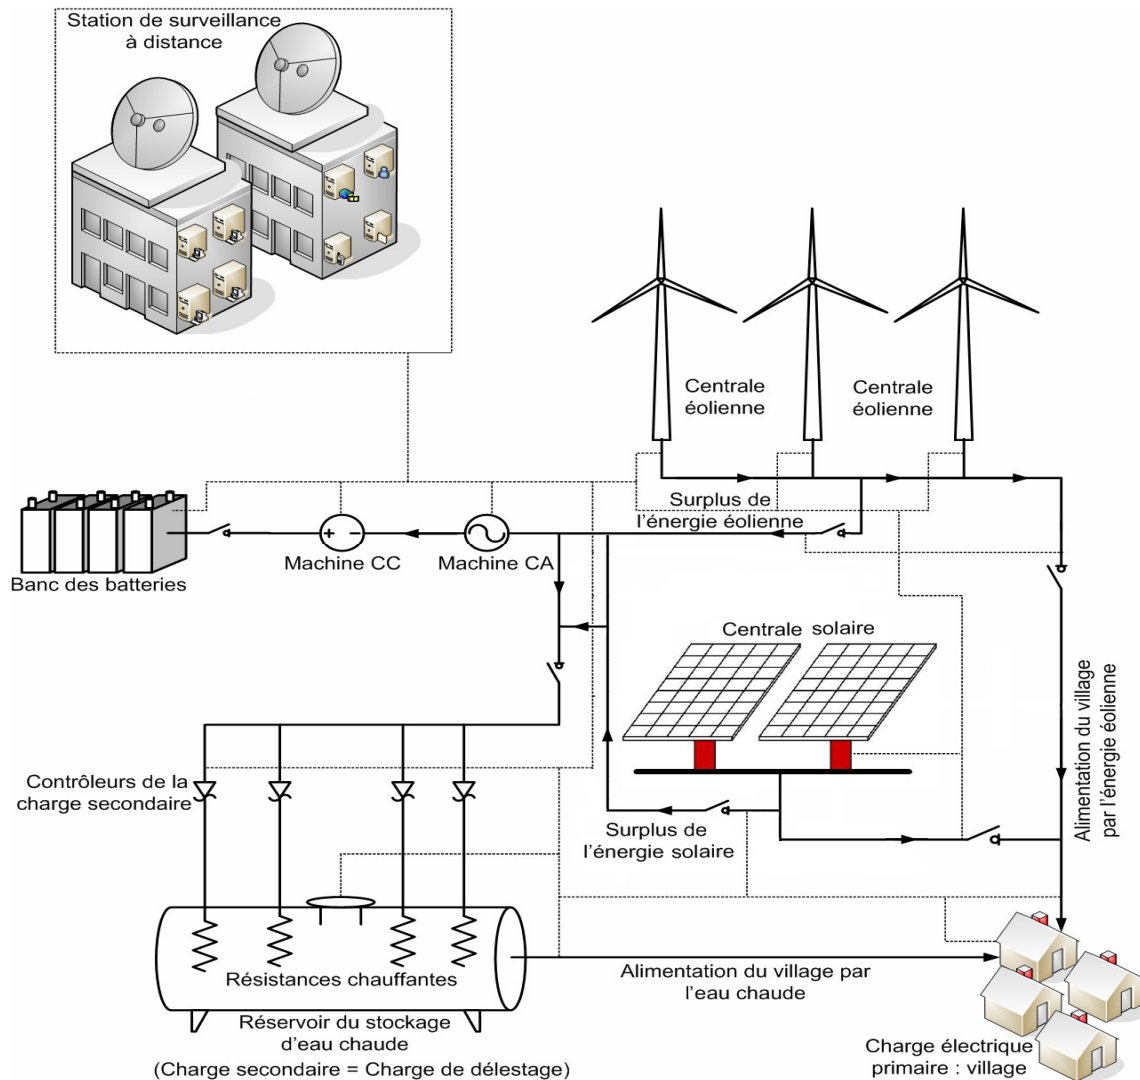 Station de surveillance
à distance
Centrale
éolienne
Centrale
éolienne
Surplus de
l'énergie éolienne
Machine CC
Machine CA
Banc des batteries
Centrale solaire
Alimentation du village
par l'énergie éolienne
Contrôleurs de la
charge secondaire
Surplus de
l'énergie solaire
Résistances chauffantes
Alimentation du village par
l'eau chaude
Réservoir du stockage
d'eau chaude
(Charge secondaire = Charge de délestage)
Charge électrique
primaire : village